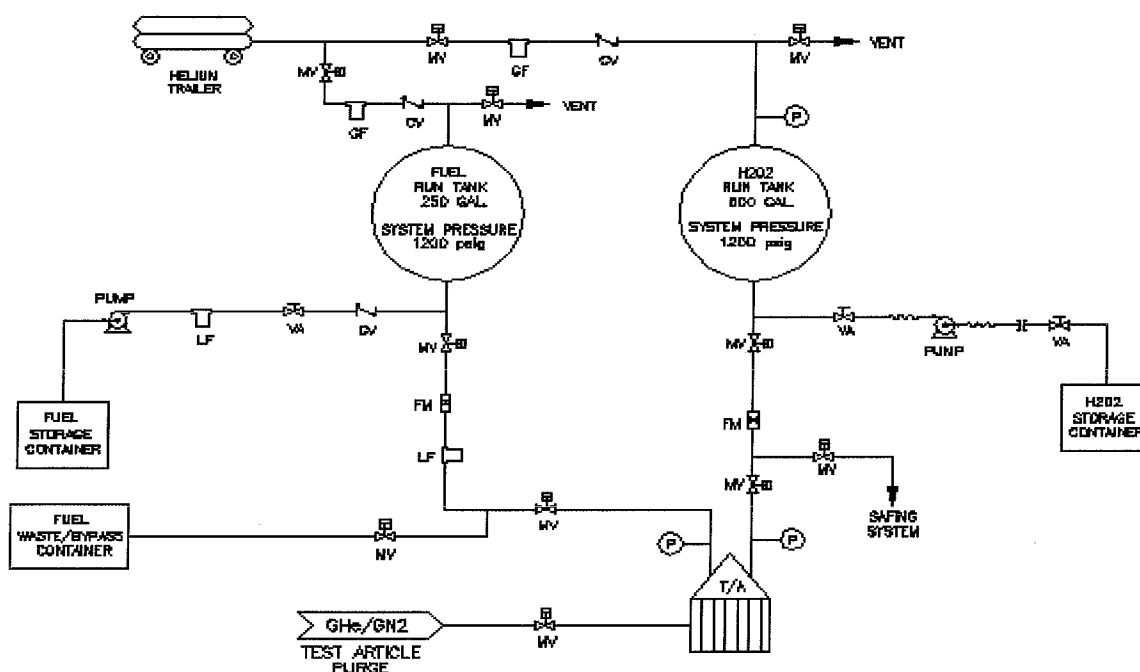 HELIUM
TRAILER
MV
GF
CV
MV
VENT
MV
GF
CV
MV
VENT
P
FUEL
RUN TANK
250 GAL.
SYSTEM PRESSURE
1200 psig
H2O2
RUN TANK
SYSTEM PRESSURE
1200 psig
PUMP
LF
VA
MV
VA
PUMP
VA
MV
FUEL
STORAGE
CONTAINER
FM
LF
H2O2
STORAGE
CONTAINER
FM
MV
MV
SAFING
SYSTEM
FUEL
WASTE/BYPASS
CONTAINER
MV
MV
P
P
T/A
GHe/GN2
MV
TEST ARTICLE
PURGE